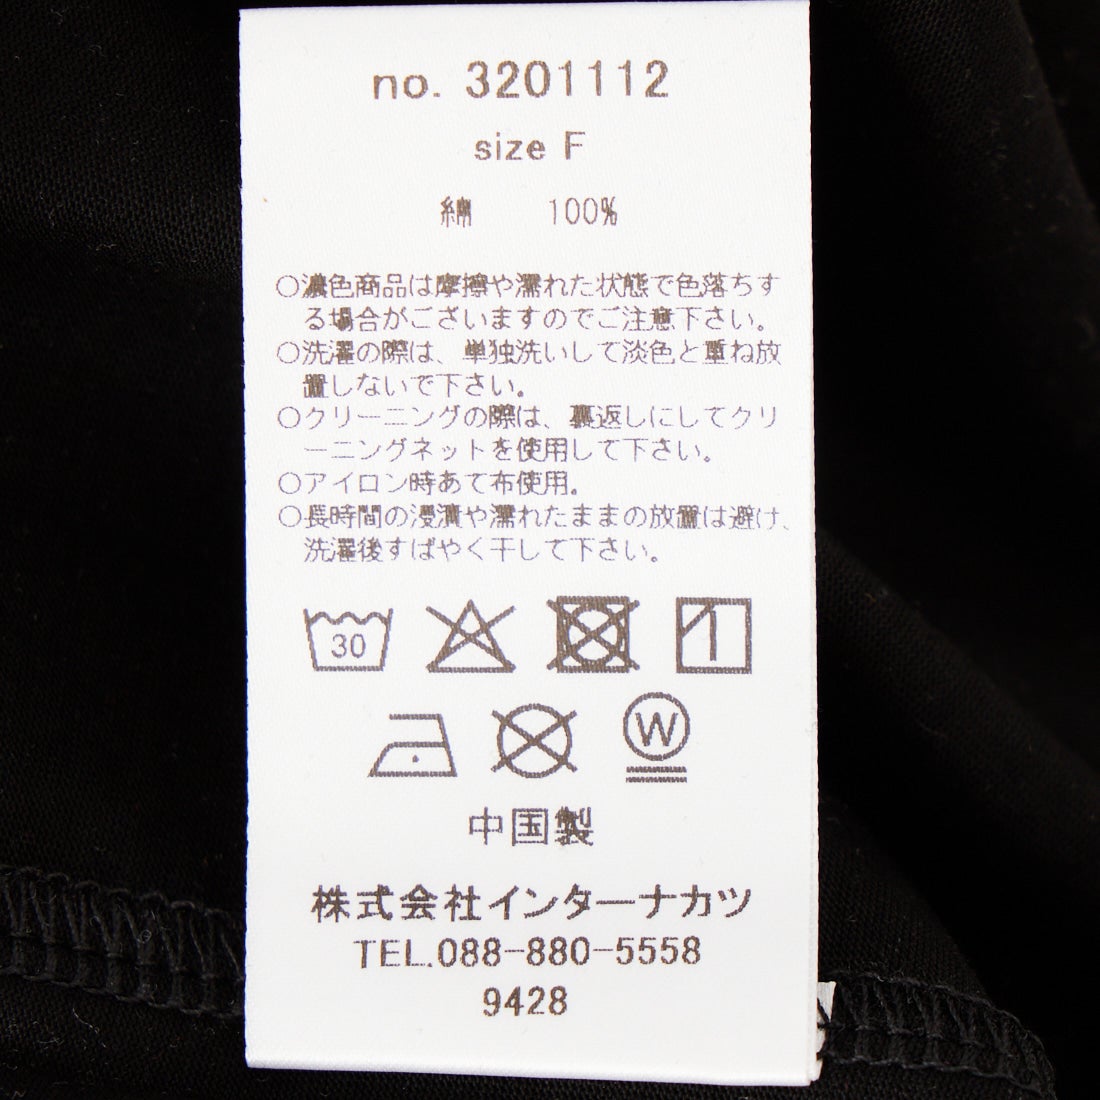 no. 3201112
size F
綿 100%
○濃色商品は摩擦や濡れた状態で色落ちす
る場合がございますのでご注意下さい。
○洗濯の際は、単独洗いして淡色と重ね放
置しないで下さい。
○クリーニングの際は、裏返しにしてクリ
ーニングネットを使用して下さい。
○アイロン時あて布使用。
○長時間の浸漬や濡れたままの放置は避け、
洗濯後すばやく干して下さい。
30
W
中国製
株式会社インターナカツ
TEL.088-880-5558
9428